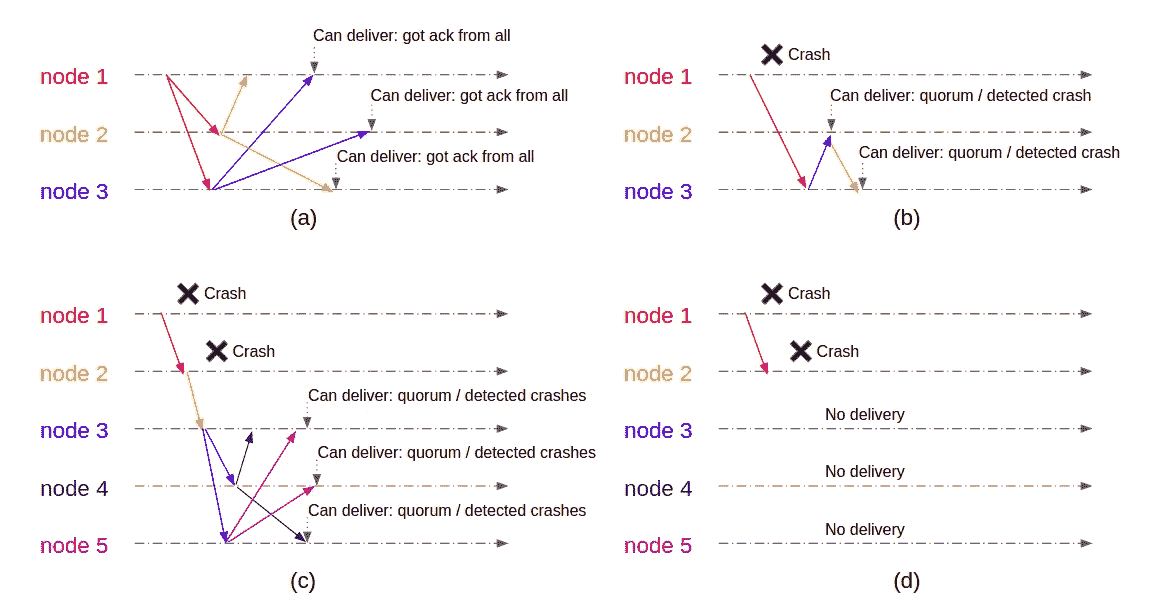 Can deliver: got ack from all
node 1
Can deliver: got ack from all
node 2
Can deliver: got ack from all
node 3
(a)
Crash
node 1
Can deliver: quorum / detected crash
node 2
Can deliver: quorum / detected crash
node 3
(b)
Crash
node 1
Crash
node 2
Can deliver: quorum / detected crashes
node 3
Can deliver: quorum / detected crashes
node 4
Can deliver: quorum / detected crashes
node 5
(c)
Crash
node 1
Crash
node 2
No delivery
node 3
No delivery
node 4
No delivery
node 5
(d)